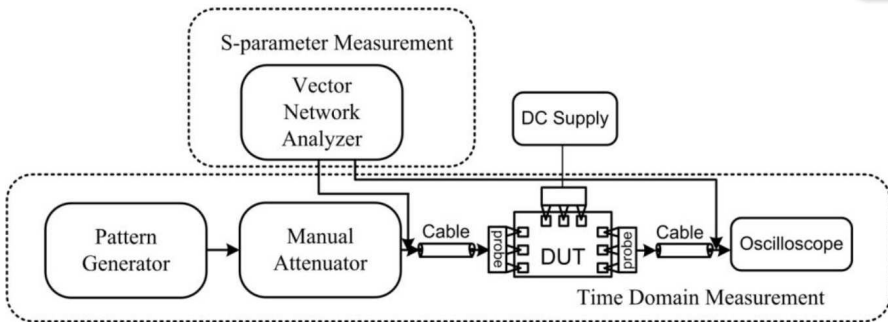 S-parameter Measurement
Vector
Network
Analyzer
DC Supply
Pattern
Generator
Manual
Attenuator
Cable
probe
DUT
probe
Cable
Oscilloscope
Time Domain Measurement